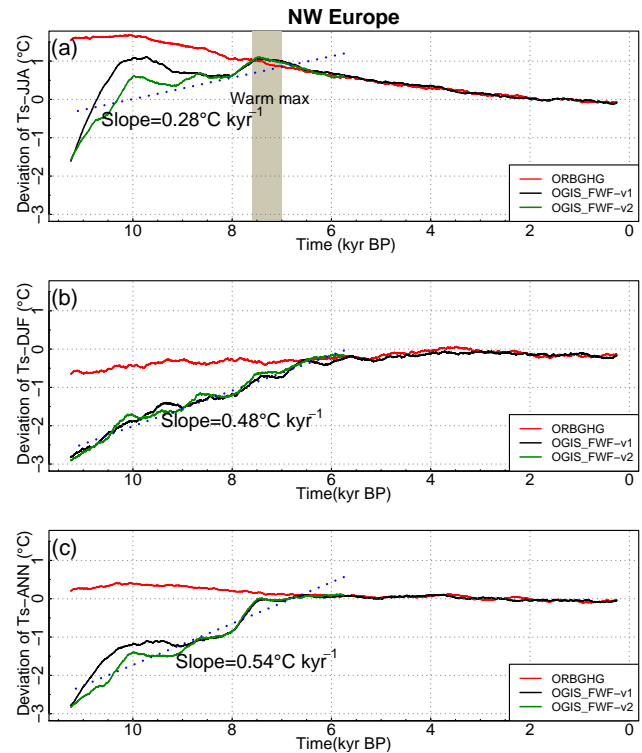 NW Europe
(a)
Deviation of Ts−JJA (°C)
1
0
−1
−2
−3
Warm max
Slope=0.28°C kyr−1
ORBGHG
OGIS_FWF−v1
OGIS_FWF−v2
10 8 6 4 2 0
Time (kyr BP)
(b)
Deviation of Ts−DJF (°C)
1
0
−1
−2
−3
Slope=0.48°C kyr−1
ORBGHG
OGIS_FWF−v1
OGIS_FWF−v2
10 8 6 4 2 0
Time(kyr BP)
(c)
Deviation of Ts−ANN (°C)
1
0
−1
−2
−3
Slope=0.54°C kyr−1
ORBGHG
OGIS_FWF−v1
OGIS_FWF−v2
10 8 6 4 2 0
Time(kyr BP)